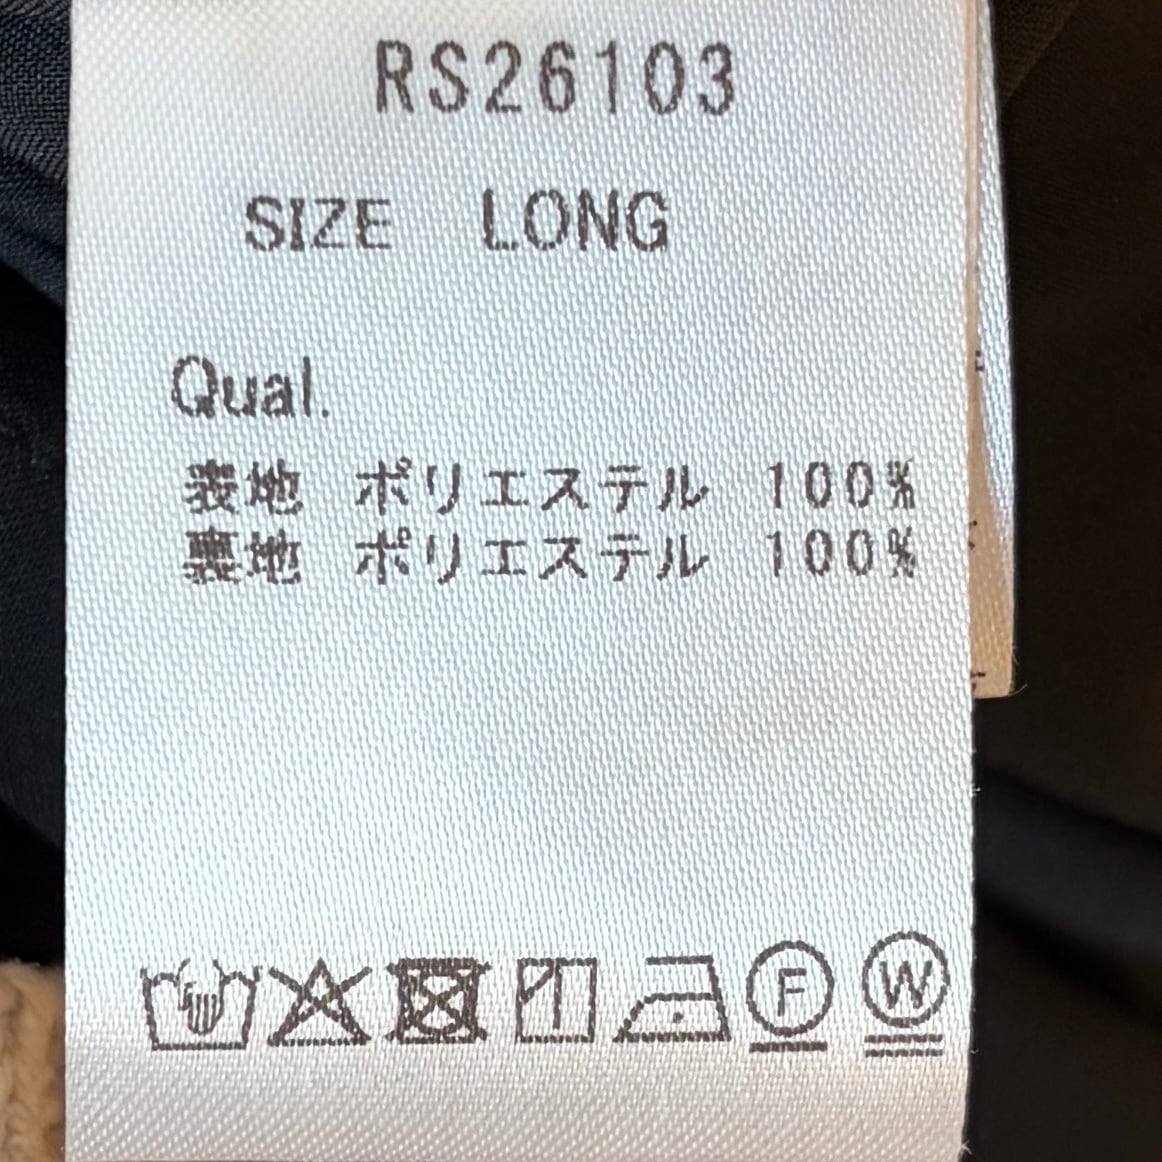 RS26103
SIZE LONG
Qual.
表地 ポリエステル 100%
裏地 ポリエステル 100%
F W